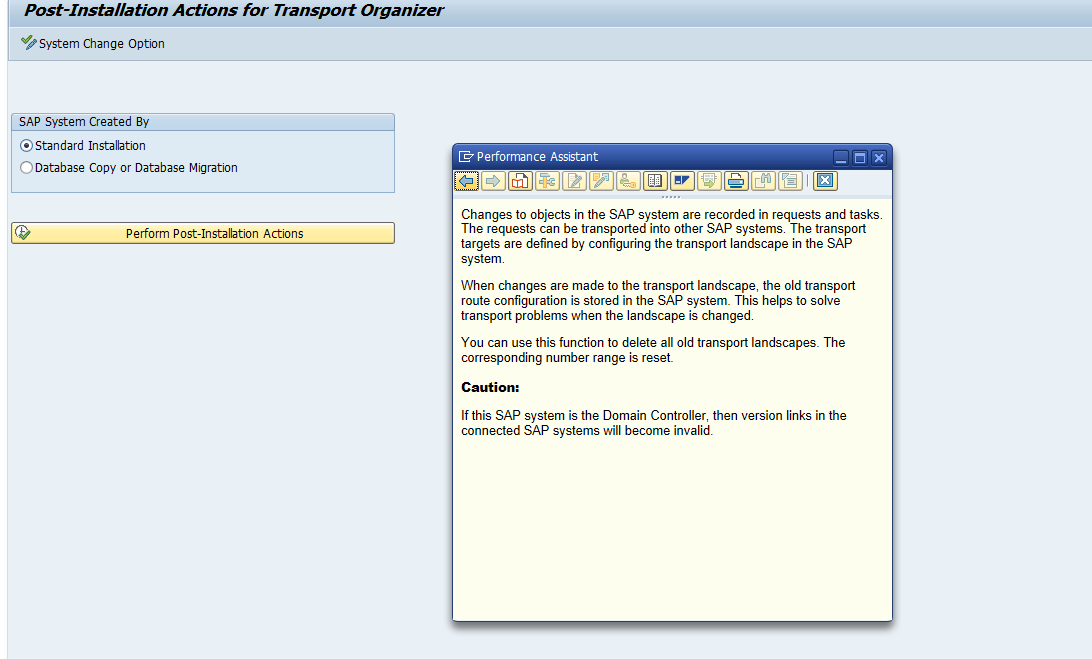 Post-Installation Actions for Transport Organizer
System Change Option
SAP System Created By
Standard Installation
Database Copy or Database Migration
Perform Post-Installation Actions
Performance Assistant
Changes to objects in the SAP system are recorded in requests and tasks.
The requests can be transported into other SAP systems. The transport
targets are defined by configuring the transport landscape in the SAP
system.
When changes are made to the transport landscape, the old transport
route configuration is stored in the SAP system. This helps to solve
transport problems when the landscape is changed.
You can use this function to delete all old transport landscapes. The
corresponding number range is reset.
Caution:
If this SAP system is the Domain Controller, then version links in the
connected SAP systems will become invalid.